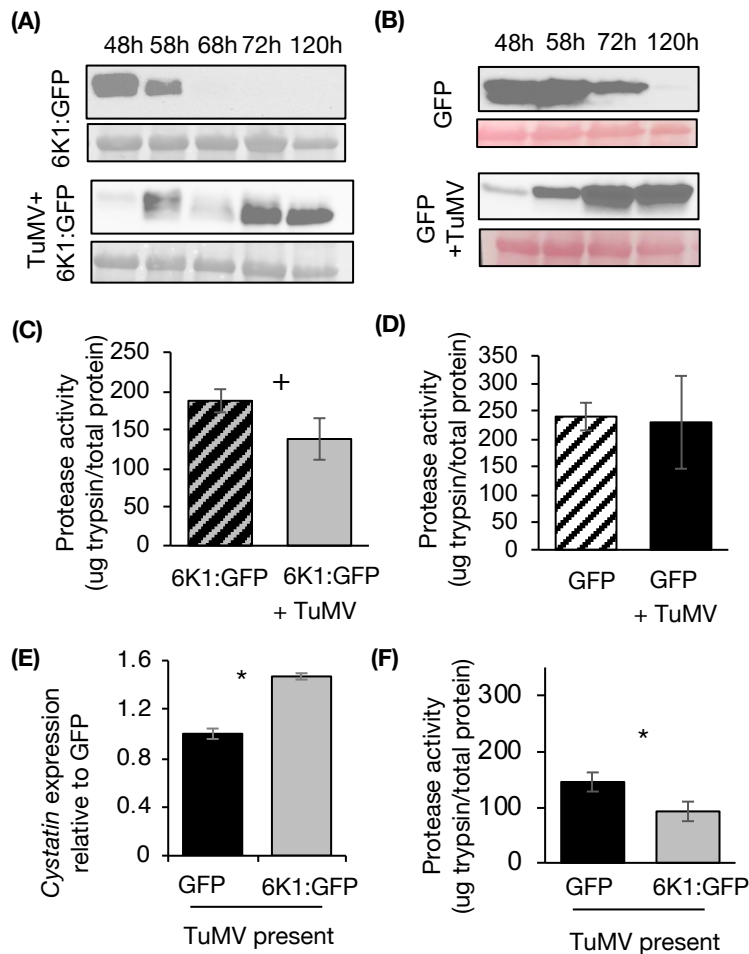 (A)
48h 58h 68h 72h 120h
6K1:GFP
TuMV+
6K1:GFP
(B)
48h 58h 72h 120h
GFP
GFP
+TuMV
(C)
Protease activity
(ug trypsin/total protein)
250
200
150
100
50
0
+
6K1:GFP 6K1:GFP
+ TuMV
(D)
Protease activity
(ug trypsin/total protein)
350
300
250
200
150
100
50
0
GFP GFP
+ TuMV
(E)
Cystatin expression
relative to GFP
1.6
1.2
0.8
0.4
0
*
GFP 6K1:GFP
TuMV present
(F)
Protease activity
(ug trypsin/total protein)
300
200
100
0
*
GFP 6K1:GFP
TuMV present